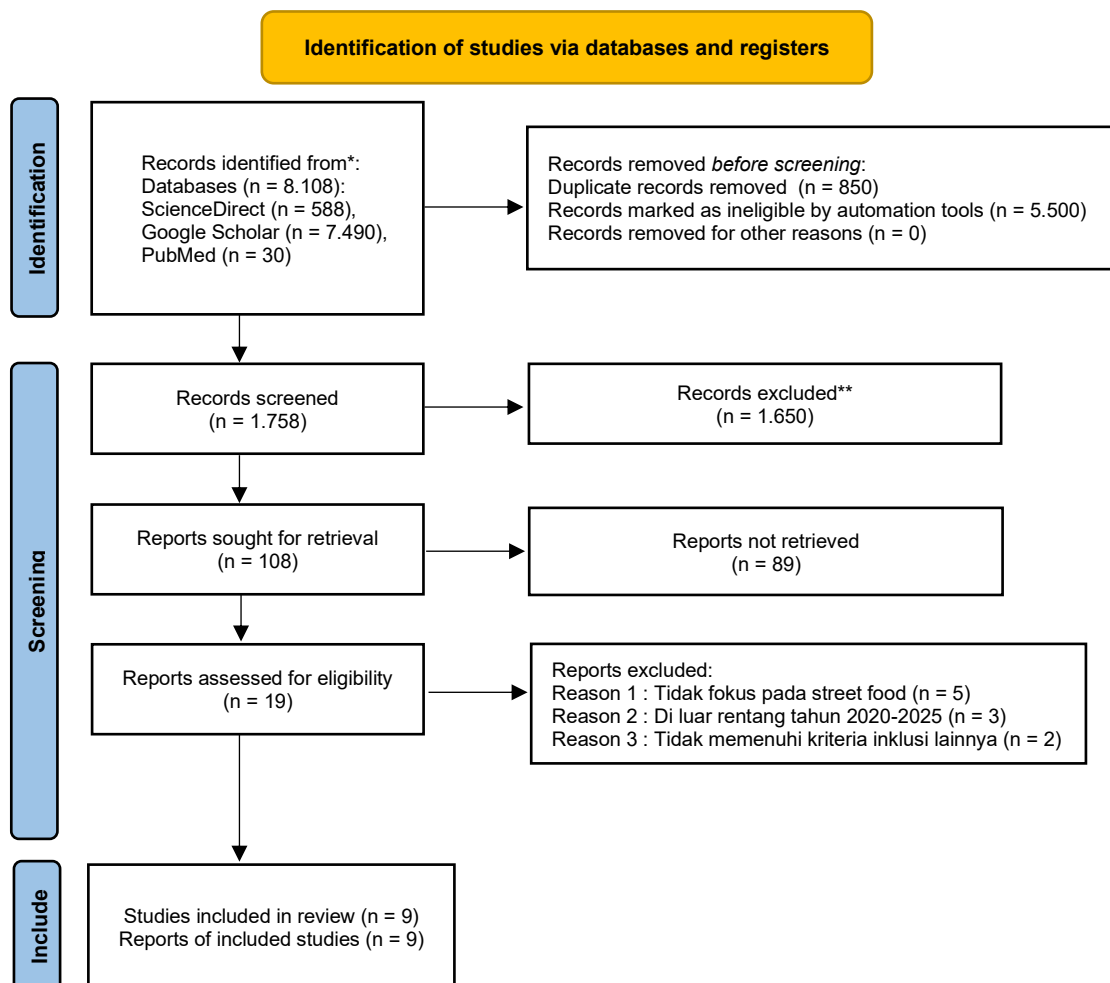 Identification of studies via databases and registers
Identification
Records identified from*:
Databases (n = 8.108):
ScienceDirect (n = 588),
Google Scholar (n = 7.490),
PubMed (n = 30)
Records removed before screening:
Duplicate records removed (n = 850)
Records marked as ineligible by automation tools (n = 5.500)
Records removed for other reasons (n = 0)
Screening
Records screened
(n = 1.758)
Records excluded**
(n = 1.650)
Reports sought for retrieval
(n = 108)
Reports not retrieved
(n = 89)
Reports assessed for eligibility
(n = 19)
Reports excluded:
Reason 1 : Tidak fokus pada street food (n = 5)
Reason 2 : Di luar rentang tahun 2020-2025 (n = 3)
Reason 3 : Tidak memenuhi kriteria inklusi lainnya (n = 2)
Include
Studies included in review (n = 9)
Reports of included studies (n = 9)